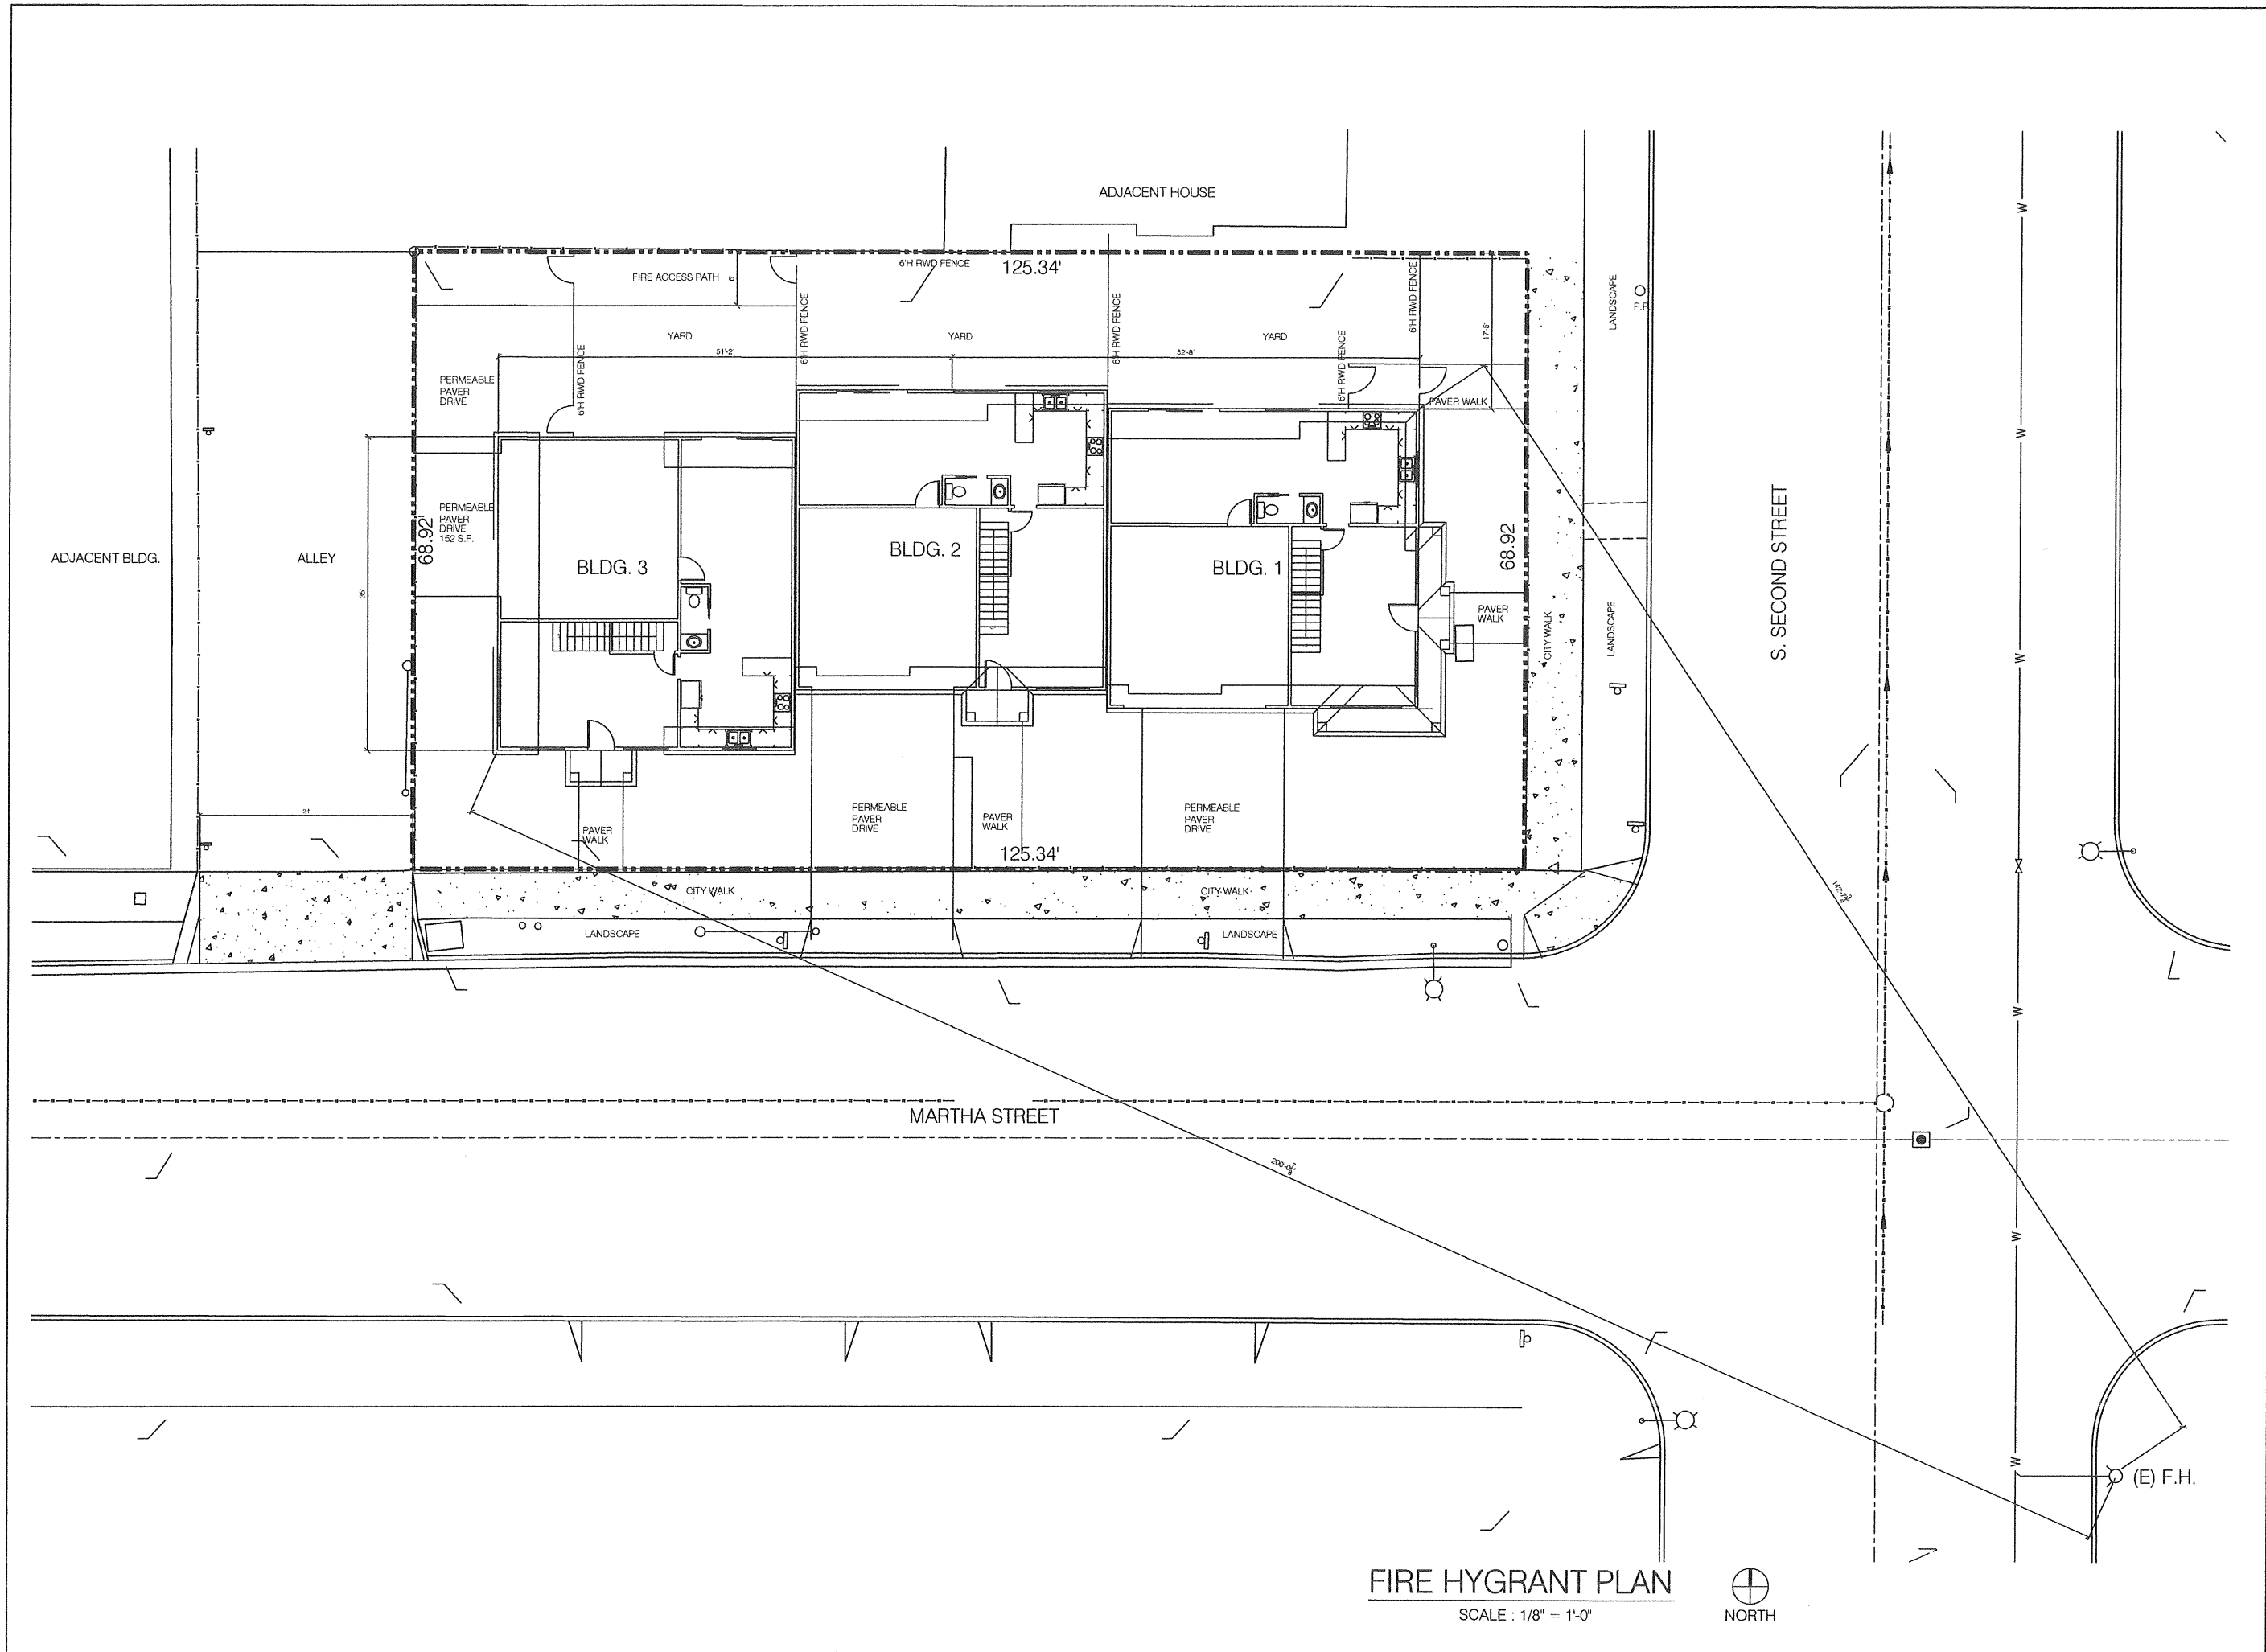 ADJACENT HOUSE
6'H RWD FENCE
125.34'
FIRE ACCESS PATH
6'
6'H RWD FENCE
6'H RWD FENCE
6'H RWD FENCE
LANDSCAPE
P.P.
YARD
YARD
YARD
17'-5"
51'-2"
52'-8"
6'H RWD FENCE
6'H RWD FENCE
PERMEABLE
PAVER
DRIVE
PAVER WALK
PERMEABLE
PAVER
DRIVE
152 S.F.
68.92'
ADJACENT BLDG.
ALLEY
BLDG. 3
BLDG. 2
BLDG. 1
68.92
S. SECOND STREET
W
W
W
W
W
W
35'
PAVER
WALK
CITY WALK
LANDSCAPE
24'
PAVER
WALK
PERMEABLE
PAVER
DRIVE
PAVER
WALK
PERMEABLE
PAVER
DRIVE
125.34'
CITY WALK
CITY WALK
LANDSCAPE
LANDSCAPE
MARTHA STREET
(E) F.H.
FIRE HYGRANT PLAN
SCALE : 1/8" = 1'-0"
NORTH